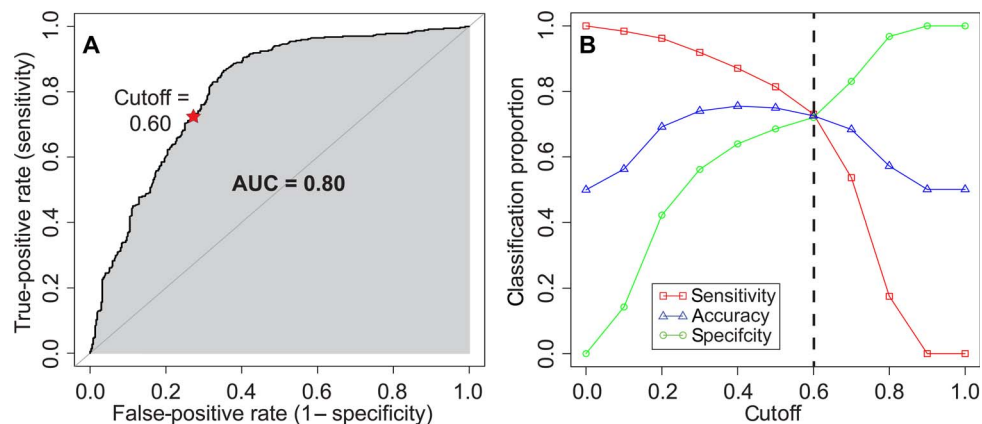 A
Cutoff =
0.60
AUC = 0.80
True-positive rate (sensitivity)
0.0 0.2 0.4 0.6 0.8 1.0
0.0 0.2 0.4 0.6 0.8 1.0
False-positive rate (1– specificity)
B
Classification proportion
0.0 0.2 0.4 0.6 0.8 1.0
Sensitivity
Accuracy
Specifcity
0.0 0.2 0.4 0.6 0.8 1.0
Cutoff